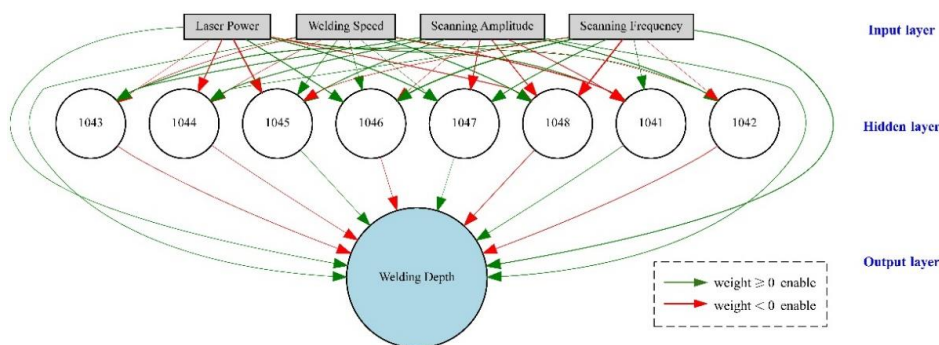 Laser Power Welding Speed Scanning Amplitude Scanning Frequency Input layer
1043 1044 1045 1046 1047 1048 1041 1042 Hidden layer
Welding Depth Output layer
weight ⩾ 0 enable
weight < 0 enable